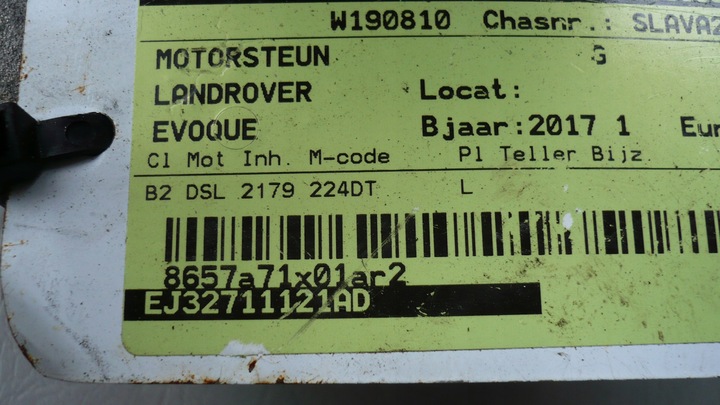 W190810 Chasnr.: SLAVA2
MOTORSTEUN G
LANDROVER Locat:
EVOQUE Bjaar:2017 1 Eur
Cl Mot Inh. M-code Pl Teller Bijz.
B2 DSL 2179 224DT L
8657a71x01ar2
EJ32711121AD